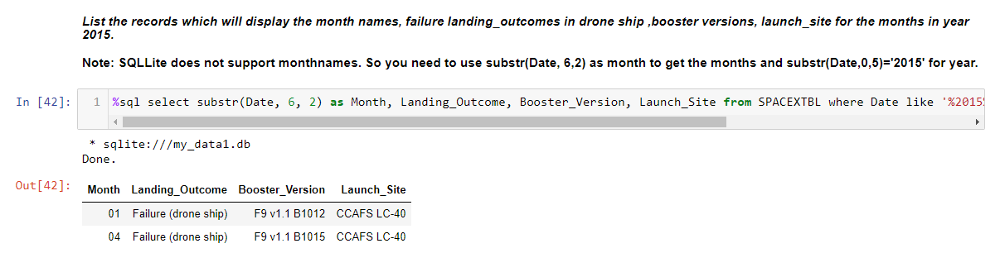 List the records which will display the month names, failure landing_outcomes in drone ship ,booster versions, launch_site for the months in year
2015.
Note: SQLLite does not support monthnames. So you need to use substr(Date, 6,2) as month to get the months and substr(Date,0,5)='2015' for year.
In [42]: 1 %sql select substr(Date, 6, 2) as Month, Landing_Outcome, Booster_Version, Launch_Site from SPACEXTBL where Date like '%2015
* sqlite:///my_data1.db
Done.
Out[42]:
Month Landing_Outcome Booster_Version Launch_Site
01 Failure (drone ship) F9 v1.1 B1012 CCAFS LC-40
04 Failure (drone ship) F9 v1.1 B1015 CCAFS LC-40